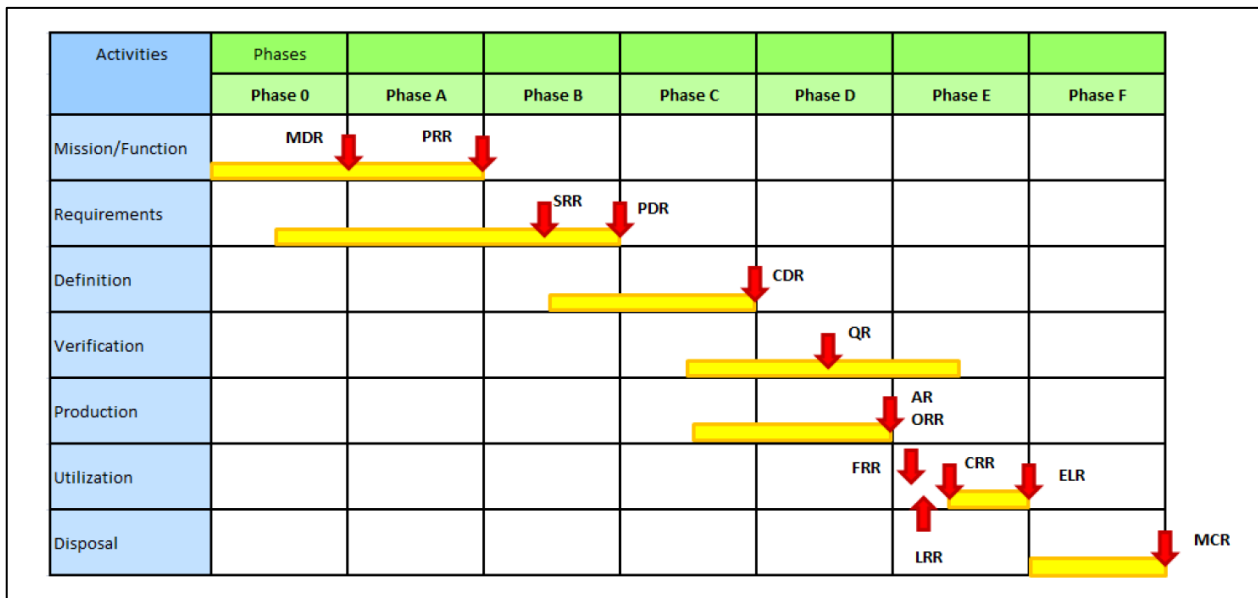 Activities
Phases
Phase 0
Phase A
Phase B
Phase C
Phase D
Phase E
Phase F
Mission/Function
MDR
PRR
Requirements
SRR
PDR
Definition
CDR
Verification
QR
Production
AR
ORR
Utilization
FRR
CRR
ELR
LRR
Disposal
MCR